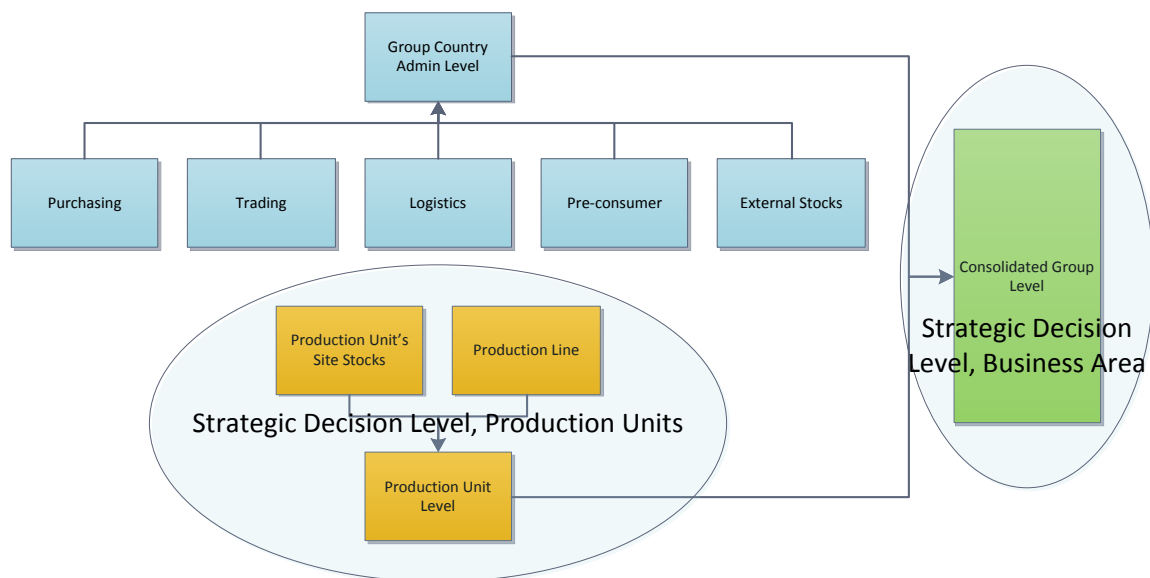 Group Country
Admin Level
Purchasing
Trading
Logistics
Pre-consumer
External Stocks
Consolidated Group
Level
Strategic Decision
Level, Business Area
Production Unit’s
Site Stocks
Production Line
Strategic Decision Level, Production Units
Production Unit
Level